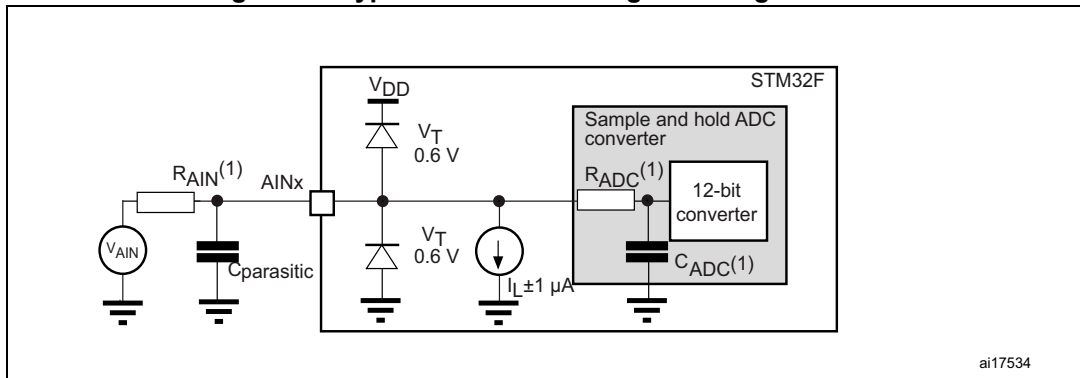 STM32F
VDD
VT
0.6 V
Sample and hold ADC
converter
RAIN(1)
AINx
RADC(1)
12-bit
converter
VAIN
Cparasitic
VT
0.6 V
IL±1 µA
CADC(1)
ai17534